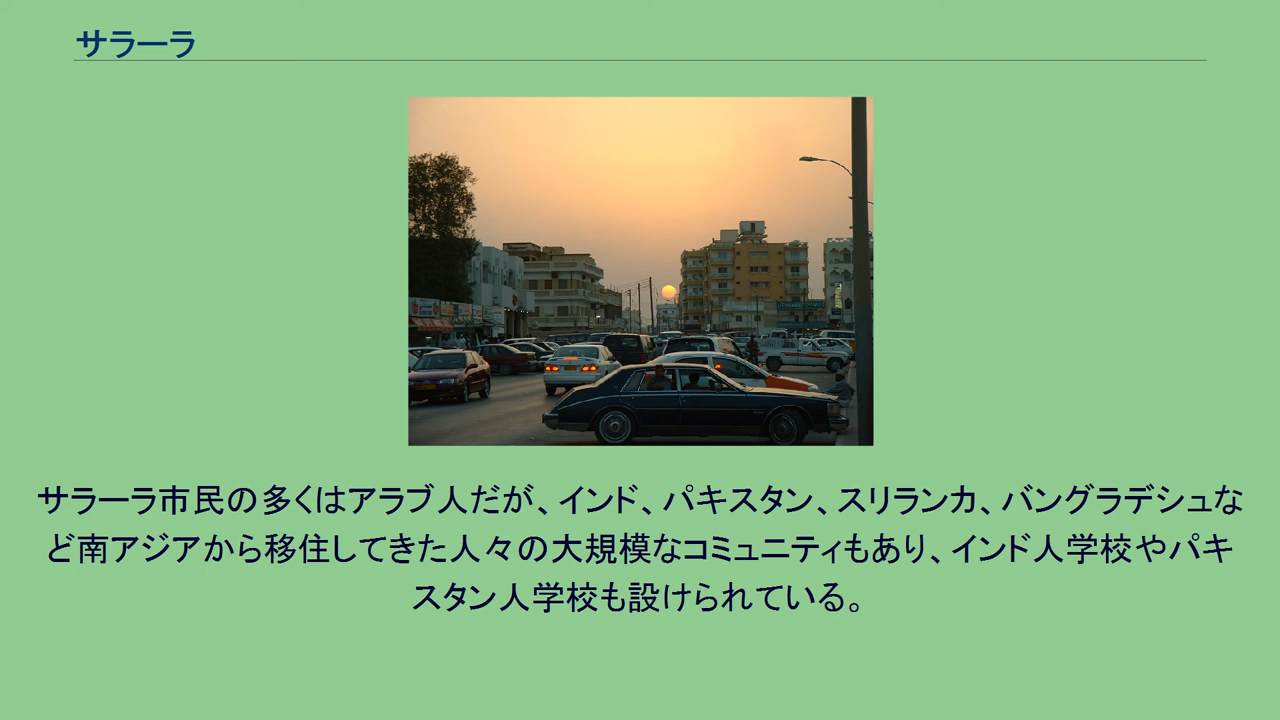 サラーラ
サラーラ市民の多くはアラブ人だが、インド、パキスタン、スリランカ、バングラデシュな
ど南アジアから移住してきた人々の大規模なコミュニティもあり、インド人学校やパキ
スタン人学校も設けられている。